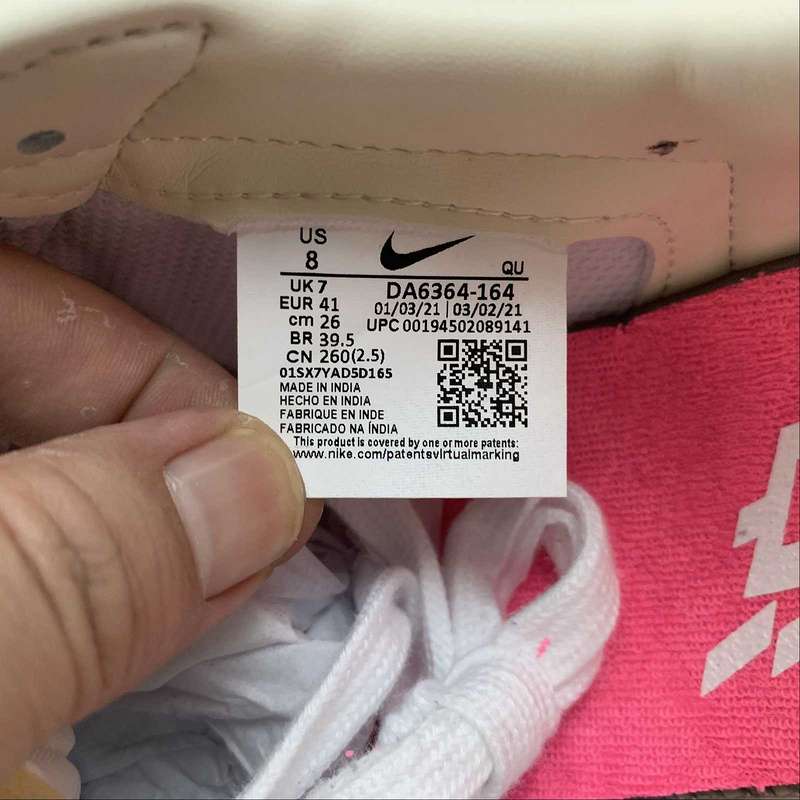 US
8
QU
UK 7
EUR 41
cm 26
BR 39.5
CN 260(2.5)
DA6364-164
01/03/21 | 03/02/21
UPC 00194502089141
01SX7YAD5D165
MADE IN INDIA
HECHO EN INDIA
FABRIQUE EN INDE
FABRICADO NA ÍNDIA
This product is covered by one or more patents:
www.nike.com/patentsvirtualmarking